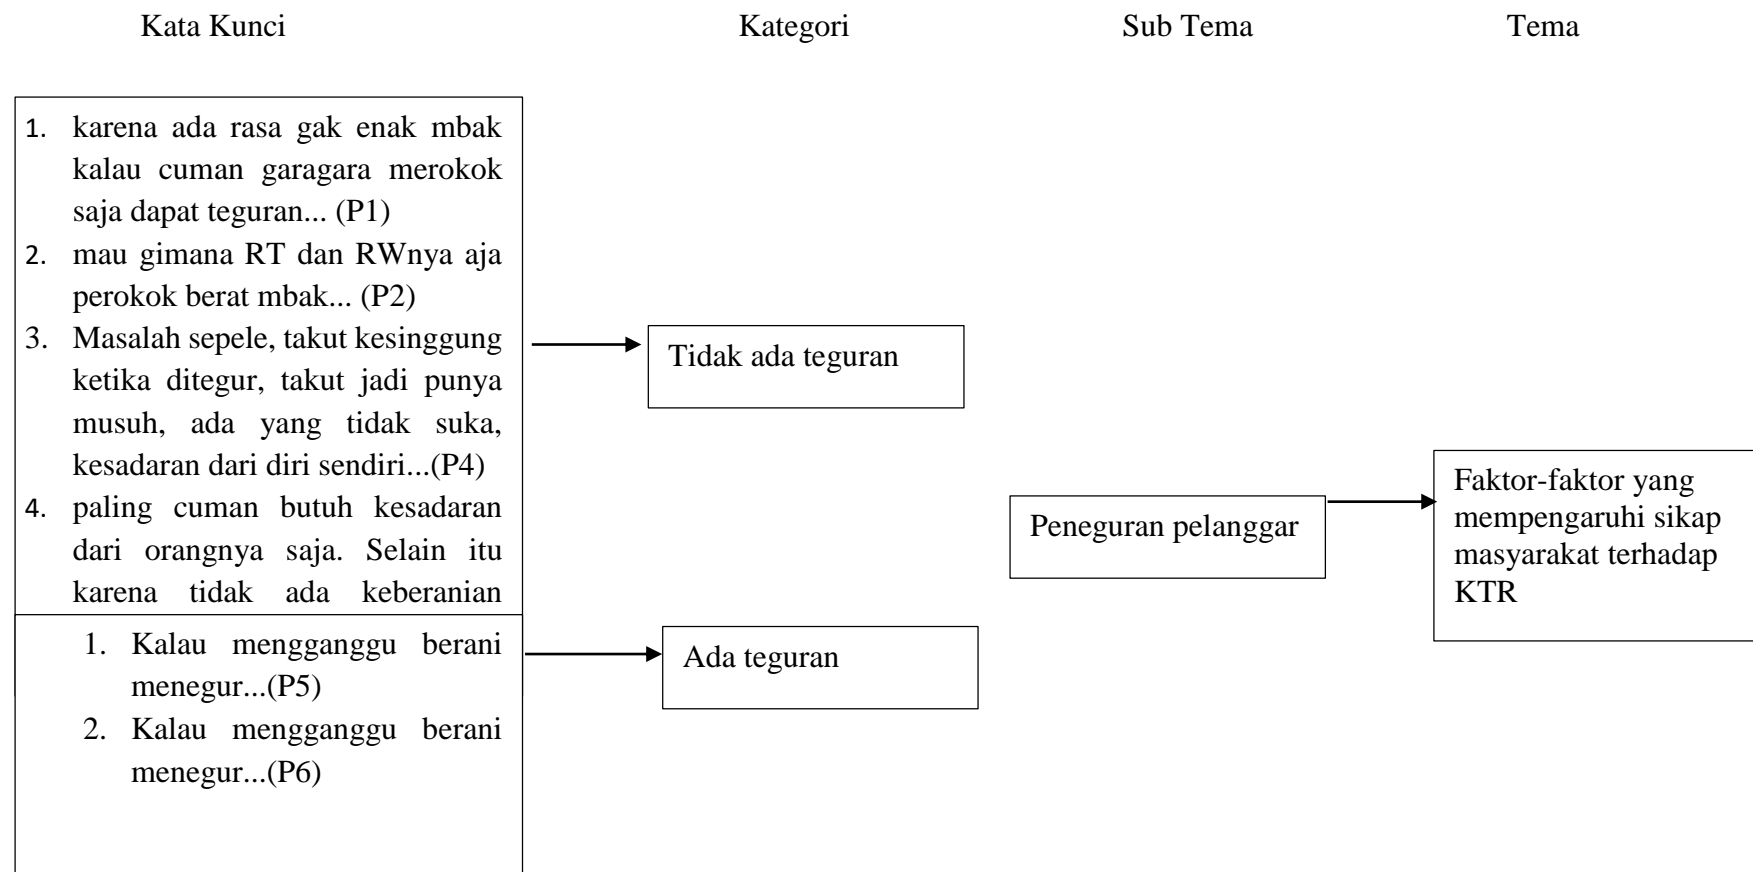 Kata Kunci Kategori Sub Tema Tema
1. karena ada rasa gak enak mbak
kalau cuman garagara merokok
saja dapat teguran... (P1)
2. mau gimana RT dan RWnya aja
perokok berat mbak... (P2)
3. Masalah sepele, takut kesinggung
ketika ditegur, takut jadi punya
musuh, ada yang tidak suka,
kesadaran dari diri sendiri...(P4)
4. paling cuman butuh kesadaran
dari orangnya saja. Selain itu
karena tidak ada keberanian
1. Kalau mengganggu berani
menegur...(P5)
2. Kalau mengganggu berani
menegur...(P6)
Tidak ada teguran
Ada teguran
Peneguran pelanggar
Faktor-faktor yang
mempengaruhi sikap
masyarakat terhadap
KTR